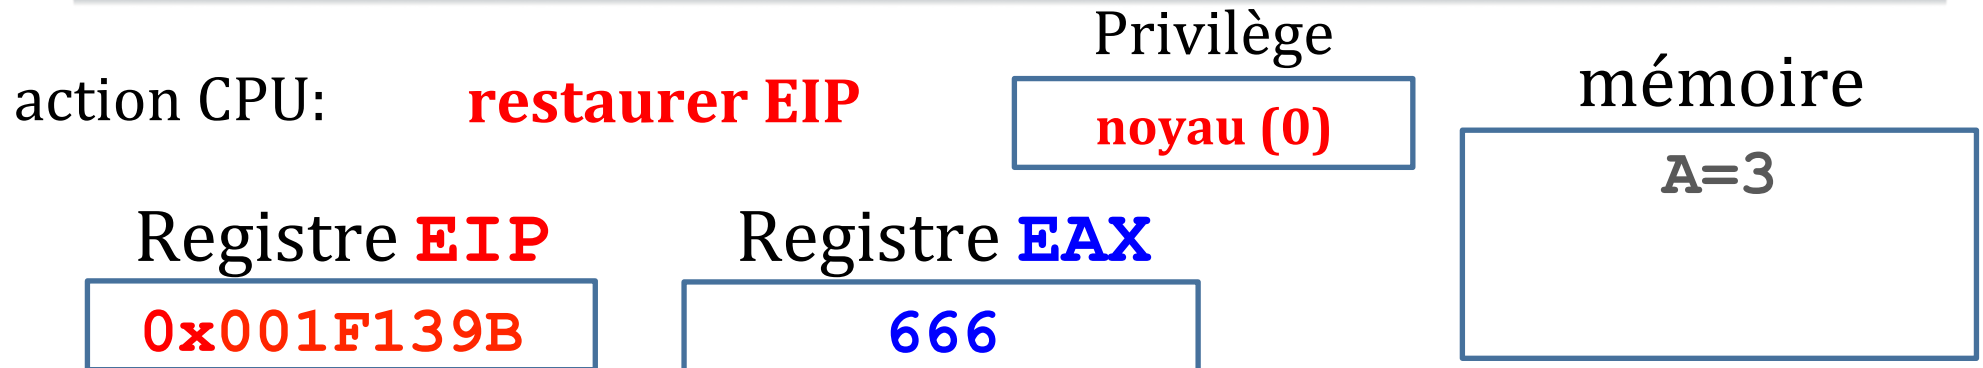 Privilège
action CPU: restaurer EIP
noyau (0)
mémoire
A=3
Registre EIP
0x001F139B
Registre EAX
666